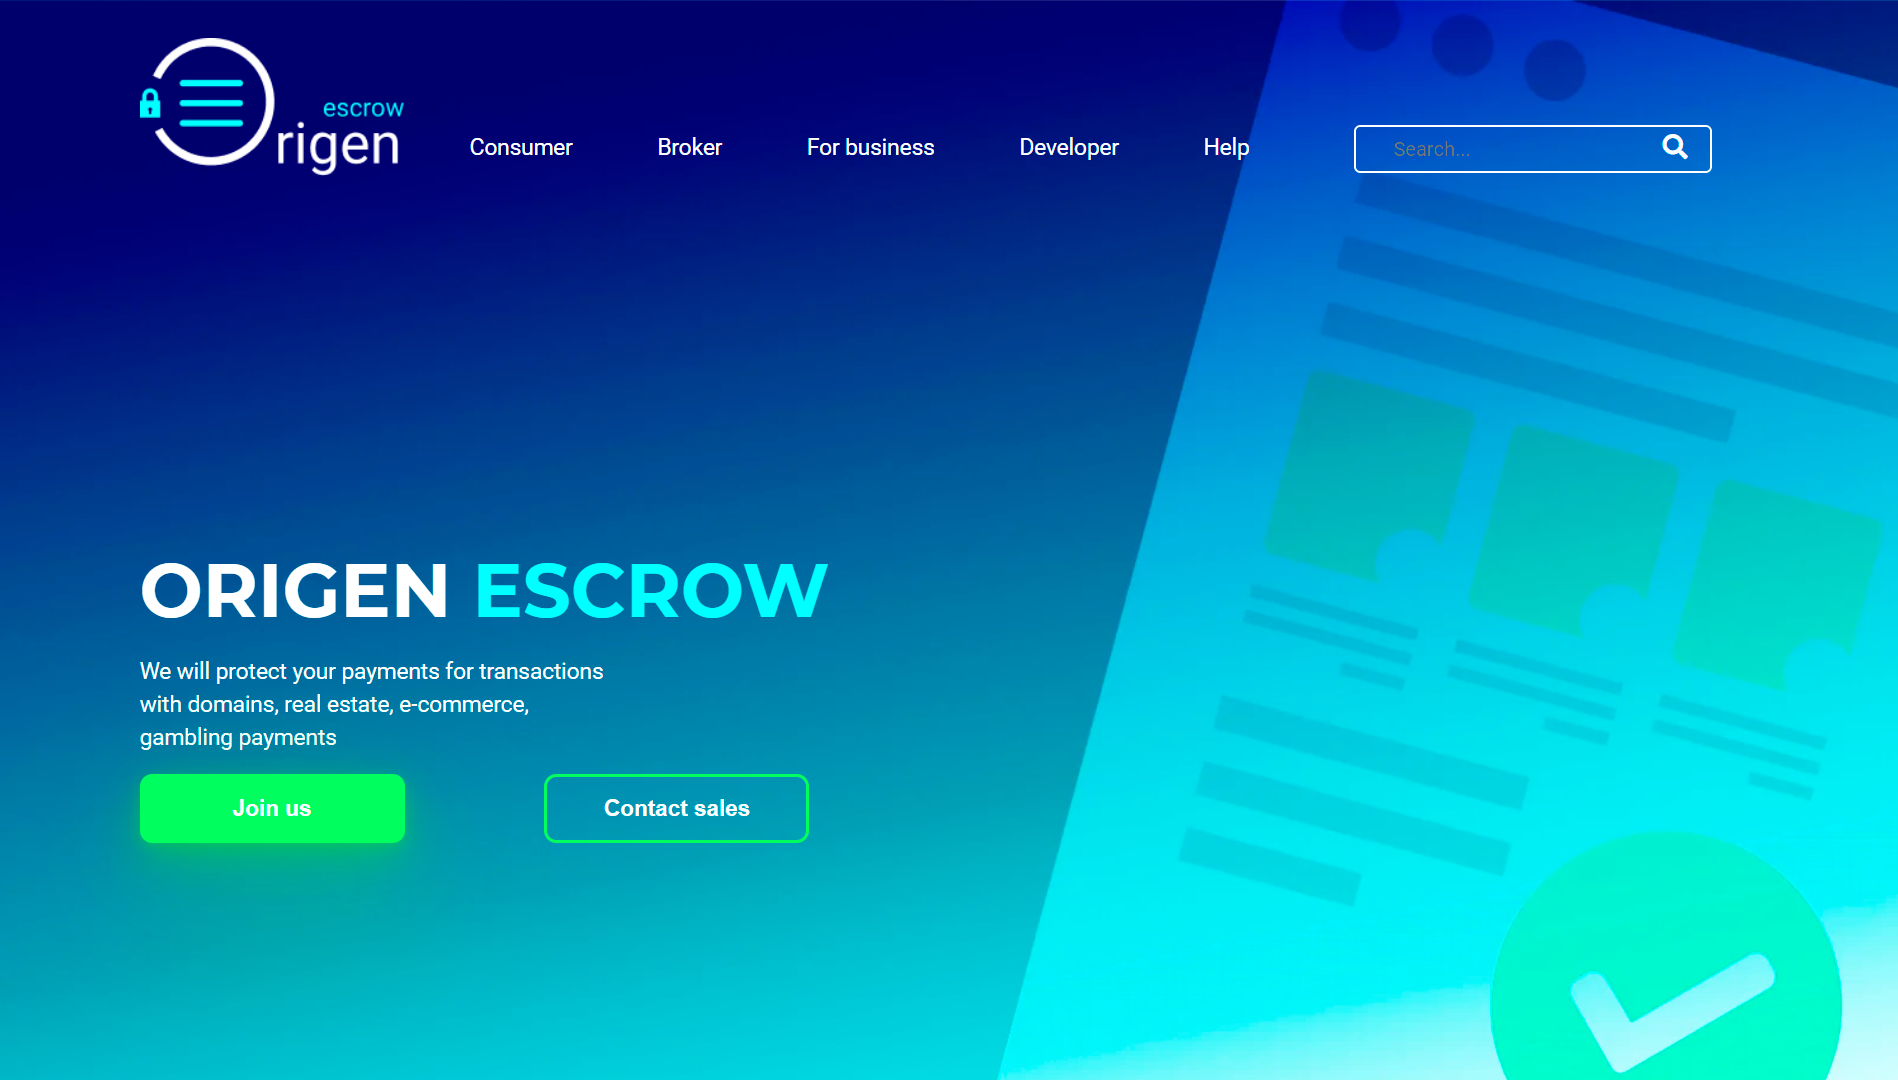 escrow
rigen
Consumer
Broker
For business
Developer
Help
Search...
ORIGEN ESCROW
We will protect your payments for transactions
with domains, real estate, e-commerce,
gambling payments
Join us
Contact sales